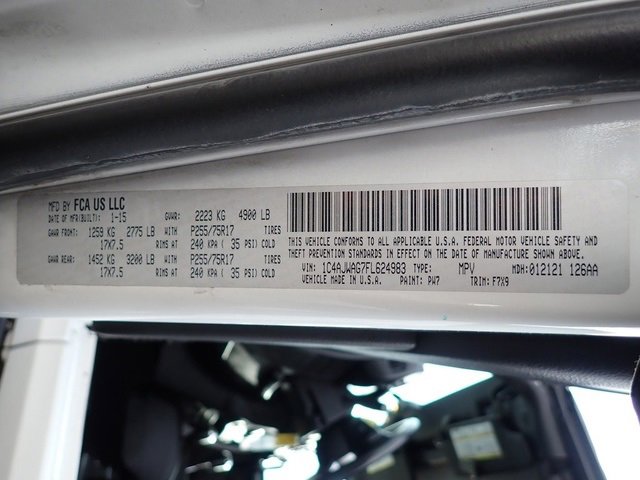 MFD BY FCA US LLC
DATE OF MFR(BUILT): 1-15 GVWR: 2223 KG 4900 LB
GAWR FRONT: 1259 KG 2775 LB WITH P255/75R17 TIRES
17X7.5 RIMS AT 240 KPA ( 35 PSI) COLD
GAWR REAR: 1452 KG 3200 LB WITH P255/75R17 TIRES
17X7.5 RIMS AT 240 KPA ( 35 PSI) COLD
THIS VEHICLE CONFORMS TO ALL APPLICABLE U.S.A. FEDERAL MOTOR VEHICLE SAFETY AND
THEFT PREVENTION STANDARDS IN EFFECT ON THE DATE OF MANUFACTURE SHOWN ABOVE.
VIN: 1C4AJWAG7FL624983 TYPE: MPV MDH:012121 126AA
VEHICLE MADE IN U.S.A. PAINT: PW7 TRIM: F7X9